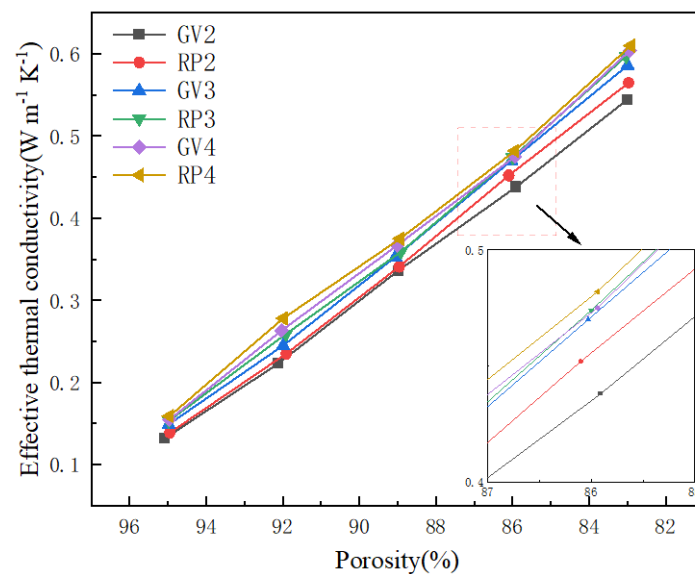 Effective thermal conductivity(W m⁻¹ K⁻¹)
0.6
0.5
0.4
0.3
0.2
0.1
GV2
RP2
GV3
RP3
GV4
RP4
0.5
0.4
87
86
96
94
92
90
88
86
84
82
Porosity(%)